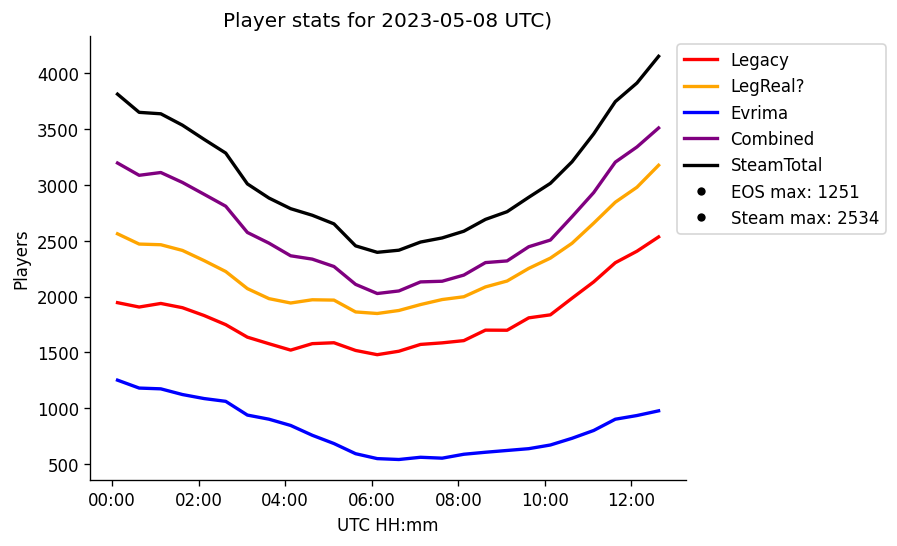 Player stats for 2023-05-08 UTC)
Legacy
LegReal?
Evrima
Combined
SteamTotal
EOS max: 1251
Steam max: 2534
Players
4000
3500
3000
2500
2000
1500
1000
500
00:00 02:00 04:00 06:00 08:00 10:00 12:00
UTC HH:mm